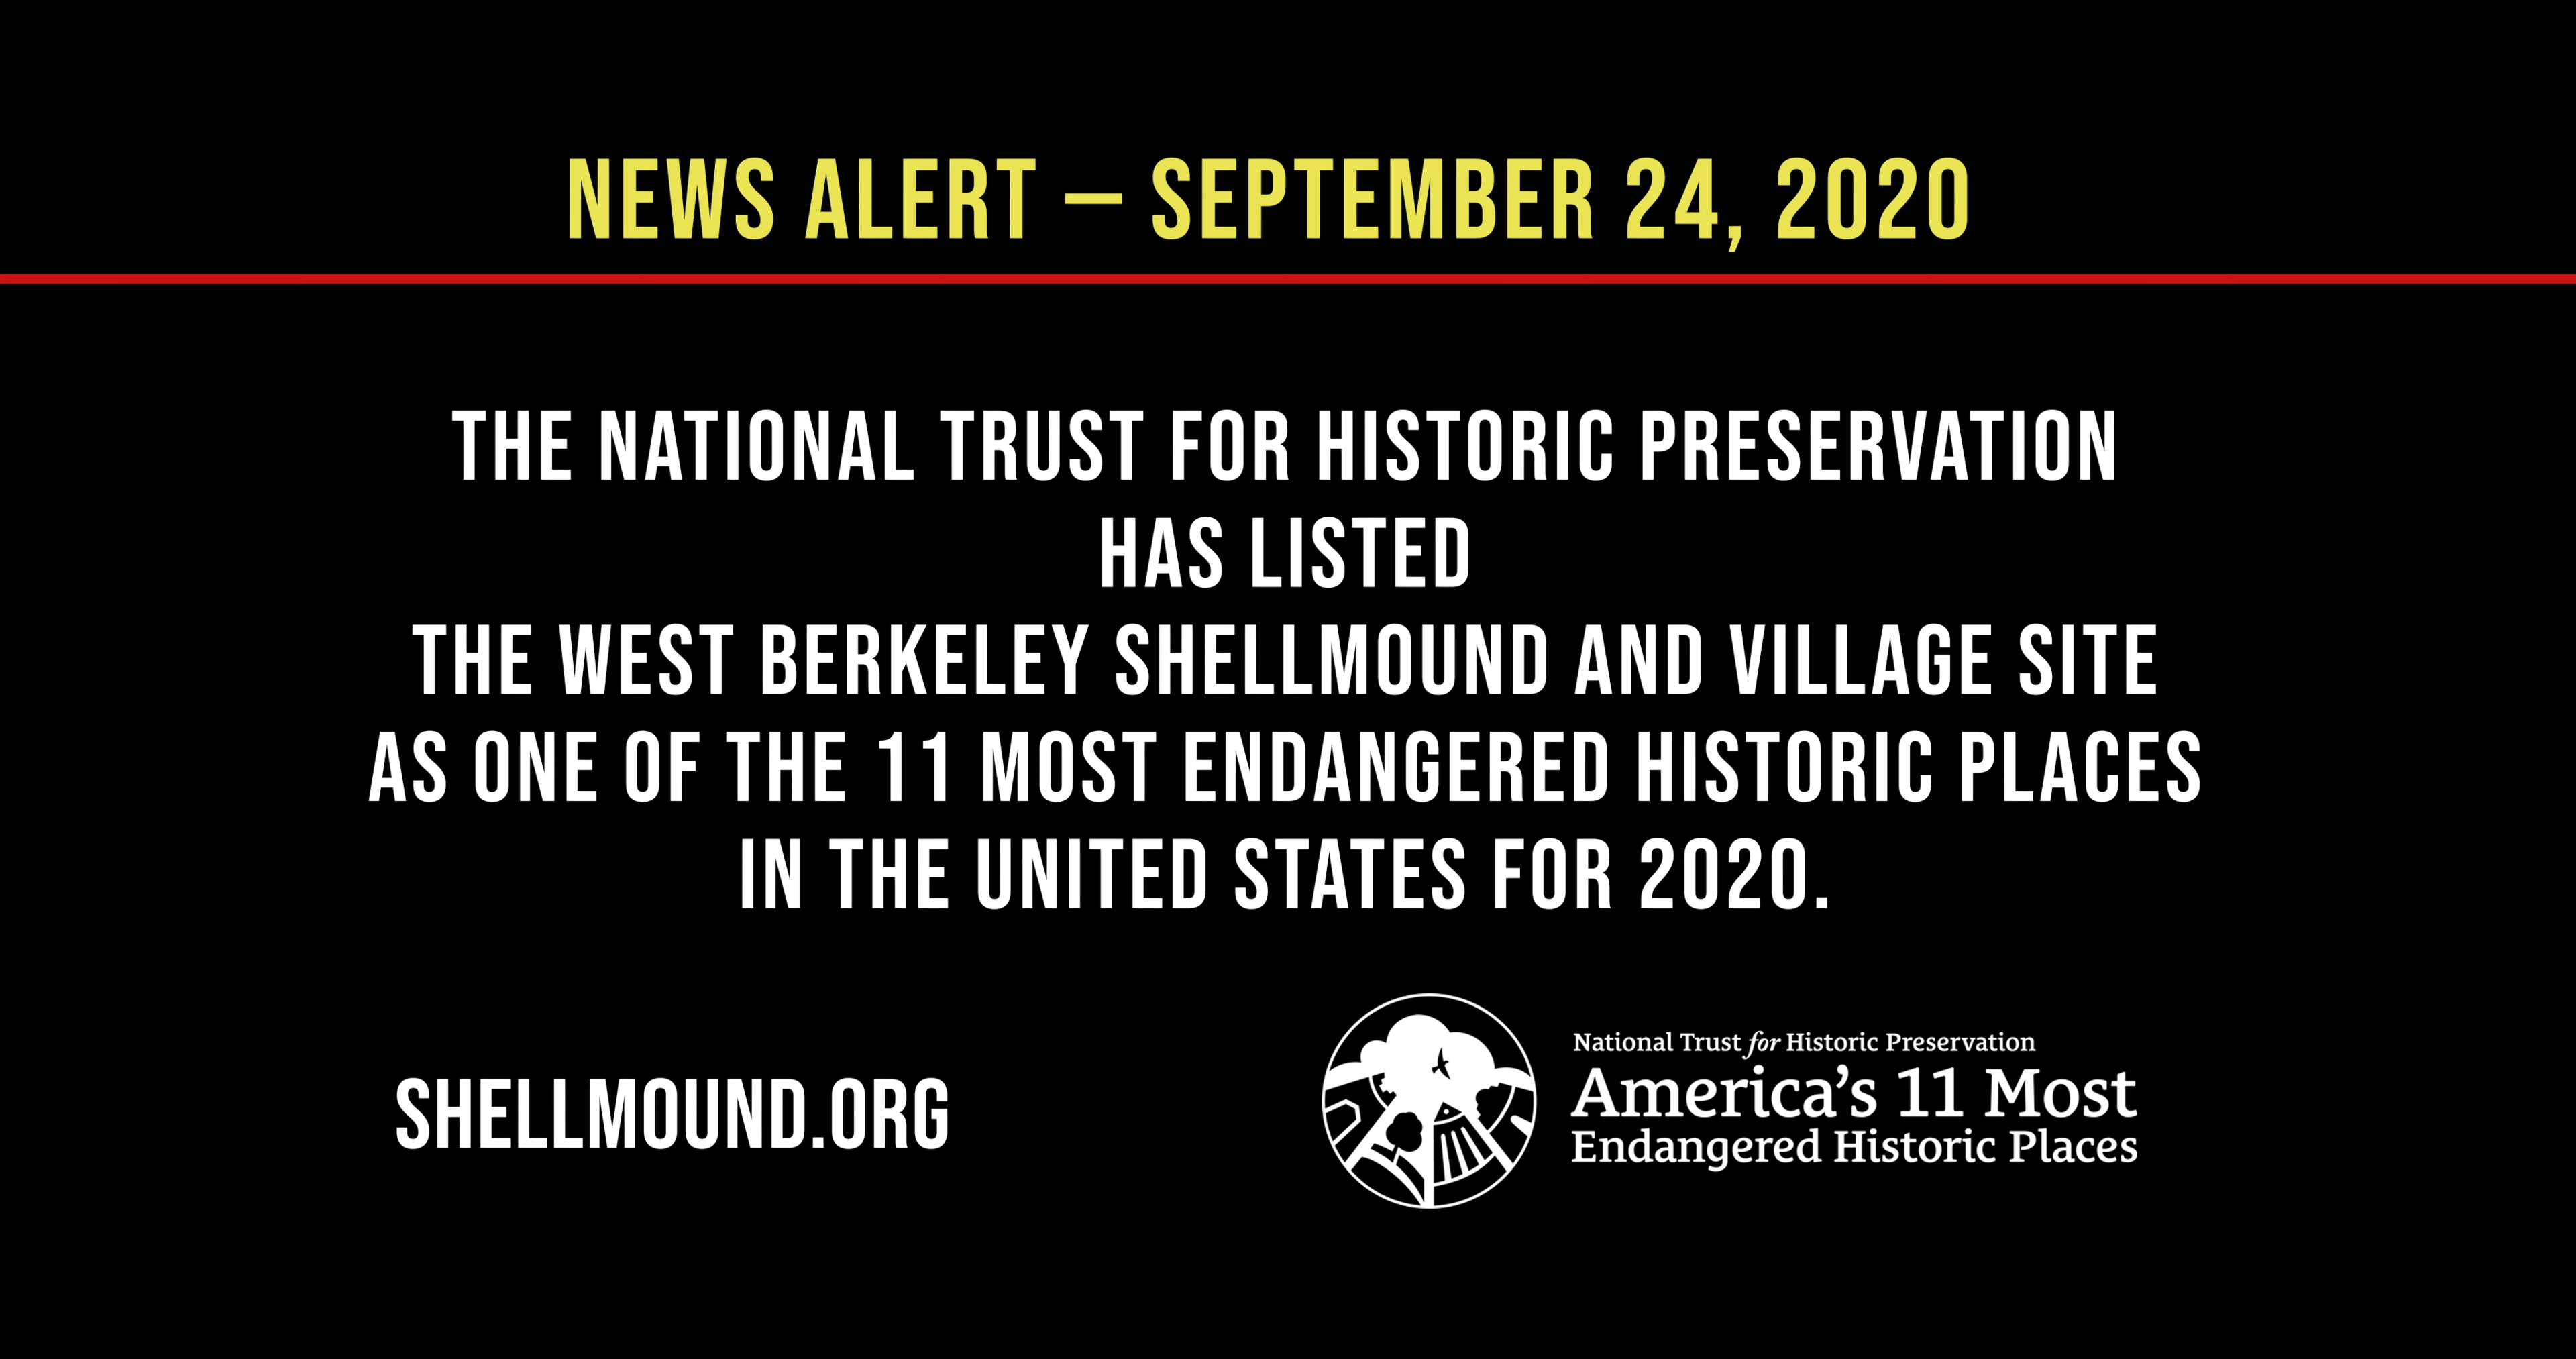 NEWS ALERT – SEPTEMBER 24, 2020
THE NATIONAL TRUST FOR HISTORIC PRESERVATION
HAS LISTED
THE WEST BERKELEY SHELLMOUND AND VILLAGE SITE
AS ONE OF THE 11 MOST ENDANGERED HISTORIC PLACES
IN THE UNITED STATES FOR 2020.
SHELLMOUND.ORG
National Trust for Historic Preservation
America's 11 Most
Endangered Historic Places